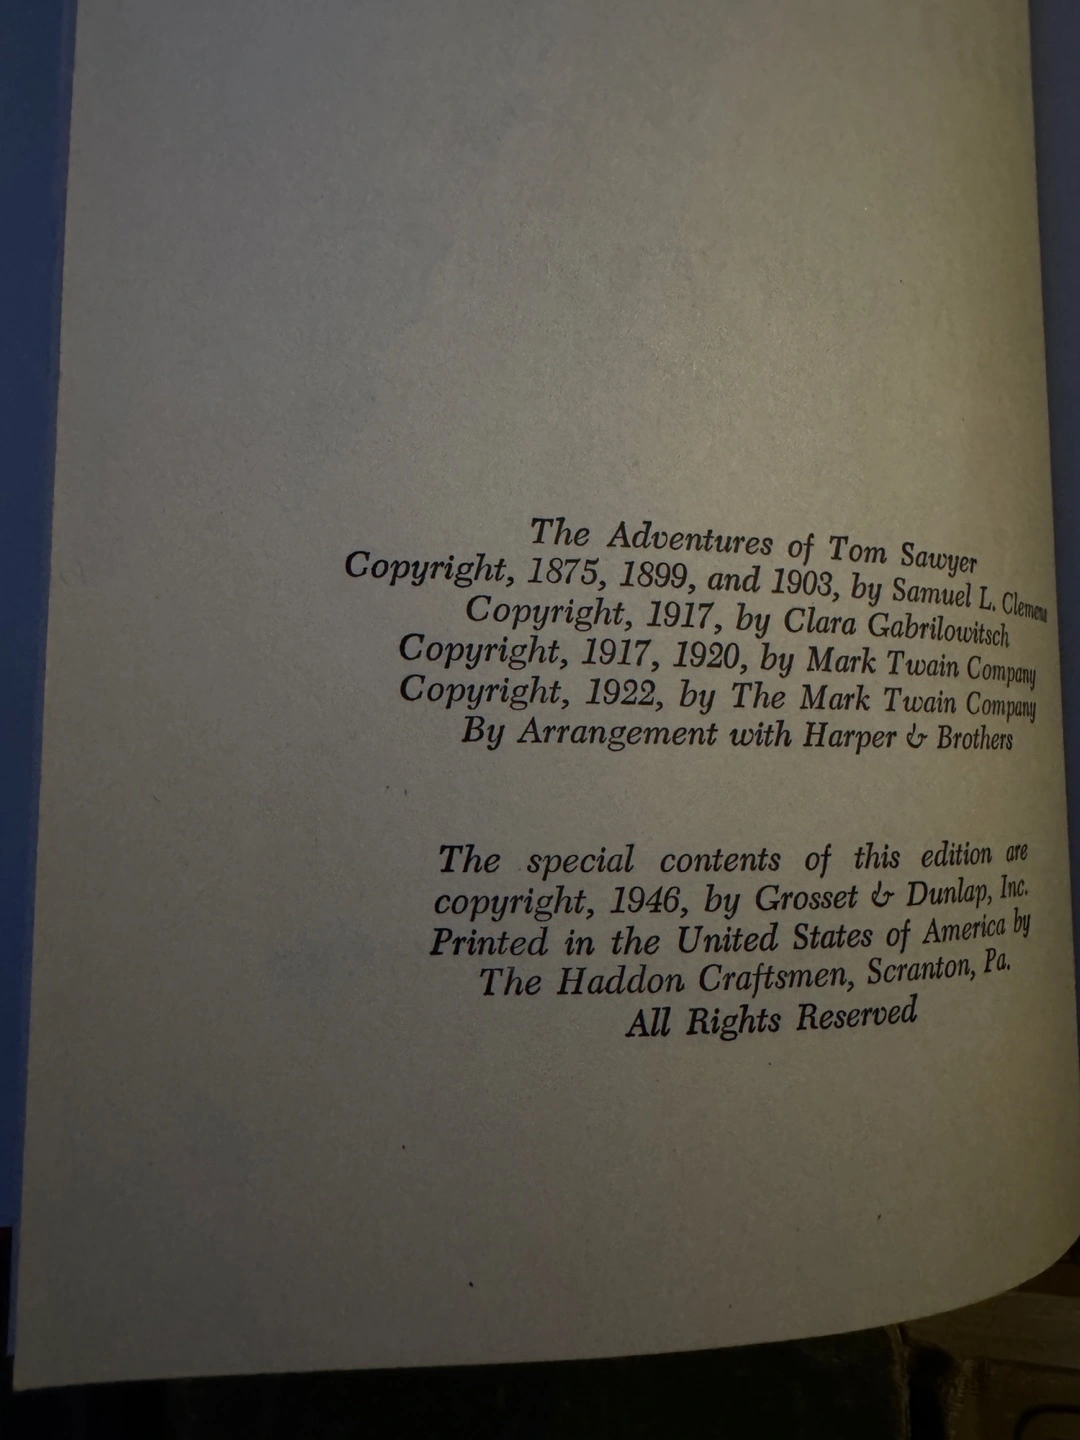 The Adventures of Tom Sawyer
Copyright, 1875, 1899, and 1903, by Samuel L. Clemens
Copyright, 1917, by Clara Gabrilowitsch
Copyright, 1917, 1920, by Mark Twain Company
Copyright, 1922, by The Mark Twain Company
By Arrangement with Harper & Brothers
The special contents of this edition are
copyright, 1946, by Grosset & Dunlap, Inc.
Printed in the United States of America by
The Haddon Craftsmen, Scranton, Pa.
All Rights Reserved